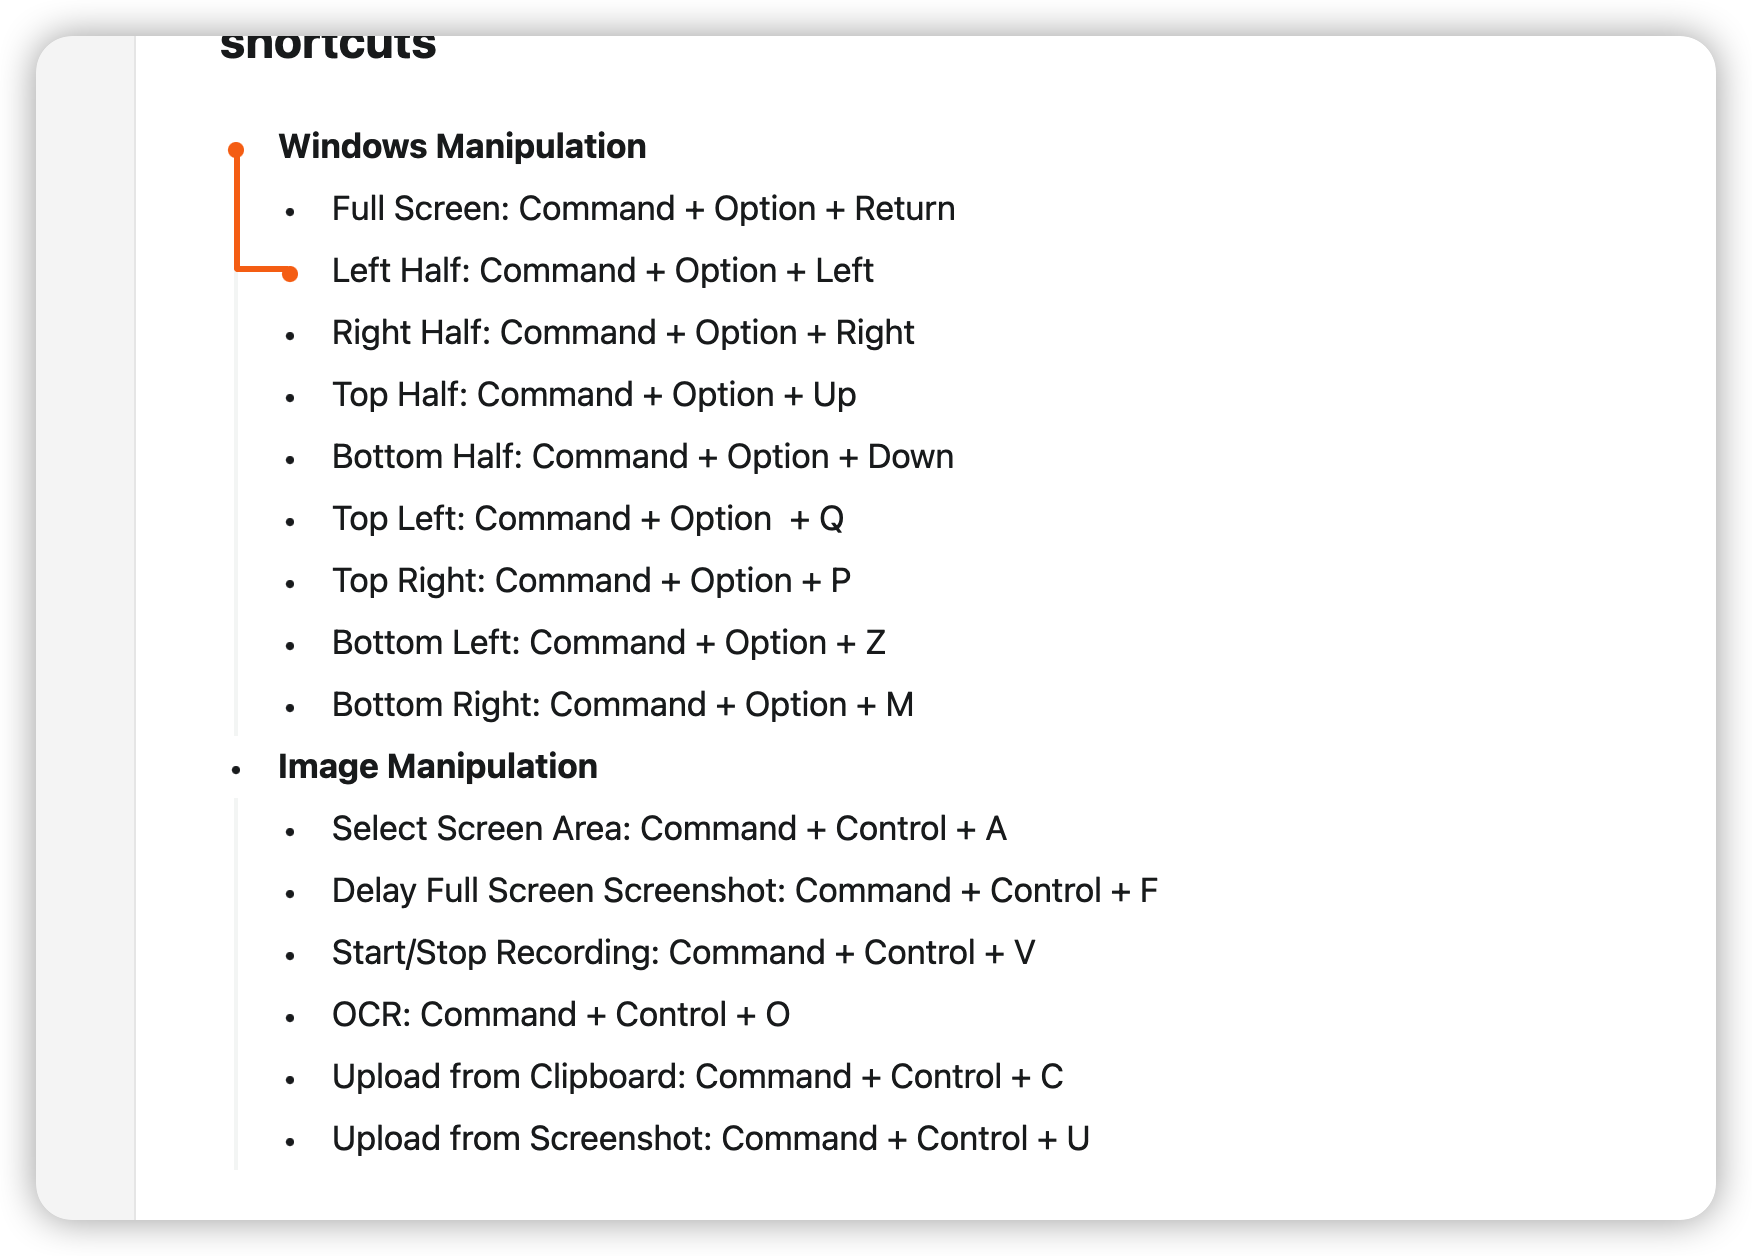 shortcuts
Windows Manipulation
Full Screen: Command + Option + Return
Left Half: Command + Option + Left
Right Half: Command + Option + Right
Top Half: Command + Option + Up
Bottom Half: Command + Option + Down
Top Left: Command + Option  + Q
Top Right: Command + Option + P
Bottom Left: Command + Option + Z
Bottom Right: Command + Option + M
Image Manipulation
Select Screen Area: Command + Control + A
Delay Full Screen Screenshot: Command + Control + F
Start/Stop Recording: Command + Control + V
OCR: Command + Control + O
Upload from Clipboard: Command + Control + C
Upload from Screenshot: Command + Control + U